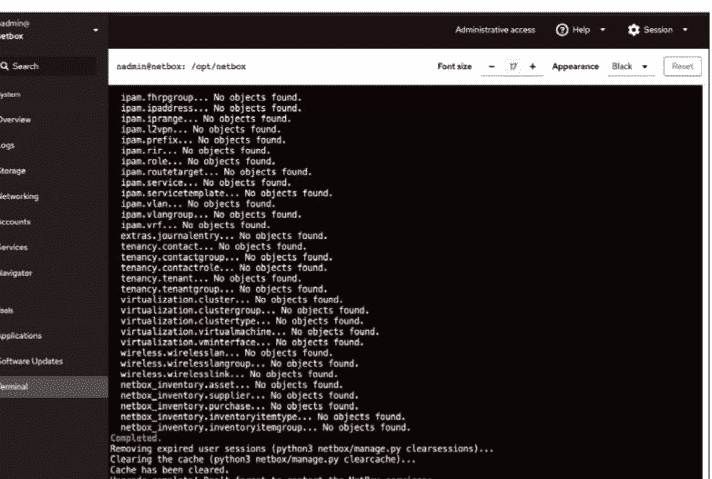 nadmin@
netbox
Administrative access
Help
Session
Search
nadmin@netbox: /opt/netbox
Font size
-
17
+
Appearance
Black
Reset
ystem
Overview
ogs
Storage
Networking
Accounts
Services
Navigator
ools
Applications
Software Updates
Terminal
ipam.fhrpgroup... No objects found.
ipam.ipaddress... No objects found.
ipam.iprange... No objects found.
ipam.l2vpn... No objects found.
ipam.prefix... No objects found.
ipam.rir... No objects found.
ipam.role... No objects found.
ipam.routetarget... No objects found.
ipam.service... No objects found.
ipam.servicetemplate... No objects found.
ipam.vlan... No objects found.
ipam.vlangroup... No objects found.
ipam.vrf... No objects found.
extras.journalentry... No objects found.
tenancy.contact... No objects found.
tenancy.contactgroup... No objects found.
tenancy.contactrole... No objects found.
tenancy.tenant... No objects found.
tenancy.tenantgroup... No objects found.
virtualization.cluster... No objects found.
virtualization.clustergroup... No objects found.
virtualization.clustertype... No objects found.
virtualization.virtualmachine... No objects found.
virtualization.vminterface... No objects found.
wireless.wirelesslan... No objects found.
wireless.wirelesslangroup... No objects found.
wireless.wirelesslink... No objects found.
netbox_inventory.asset... No objects found.
netbox_inventory.supplier... No objects found.
netbox_inventory.purchase... No objects found.
netbox_inventory.inventoryitemtype... No objects found.
netbox_inventory.inventoryitemgroup... No objects found.
Completed.
Removing expired user sessions (python3 netbox/manage.py clearsessions)...
Clearing the cache (python3 netbox/manage.py clearcache)...
Cache has been cleared.